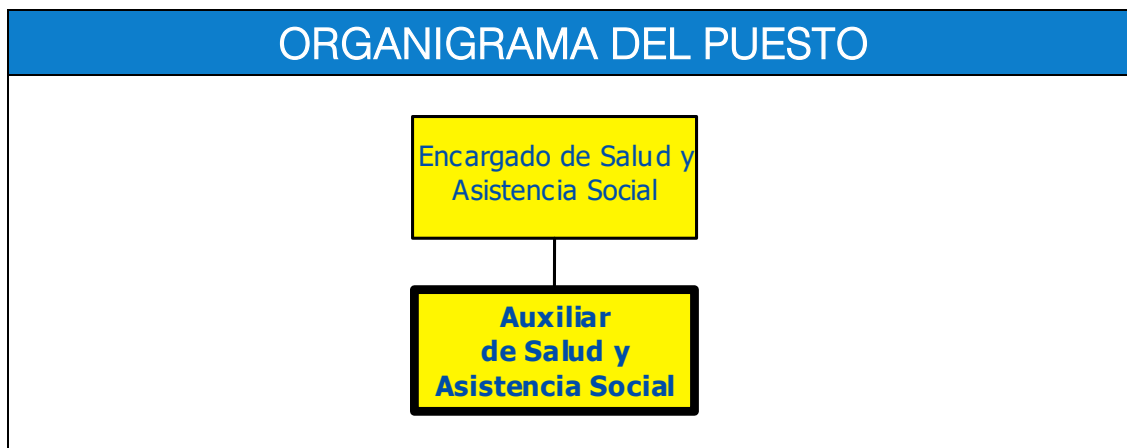 ORGANIGRAMA DEL PUESTO
Encargado de Salud y
Asistencia Social
Auxiliar
de Salud y
Asistencia Social